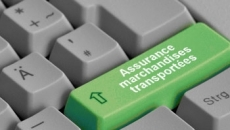 *
Ä
Assurance
marchandises
transportées
Strg